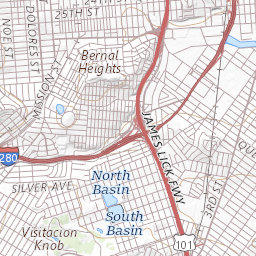 24TH ST
25TH ST
DOLORES ST
Bernal
Heights
MISSION ST
JAMES LICK FWY
280
SILVER AVE
North
Basin
3RD ST
South
Basin
Visitacion
Knob
101